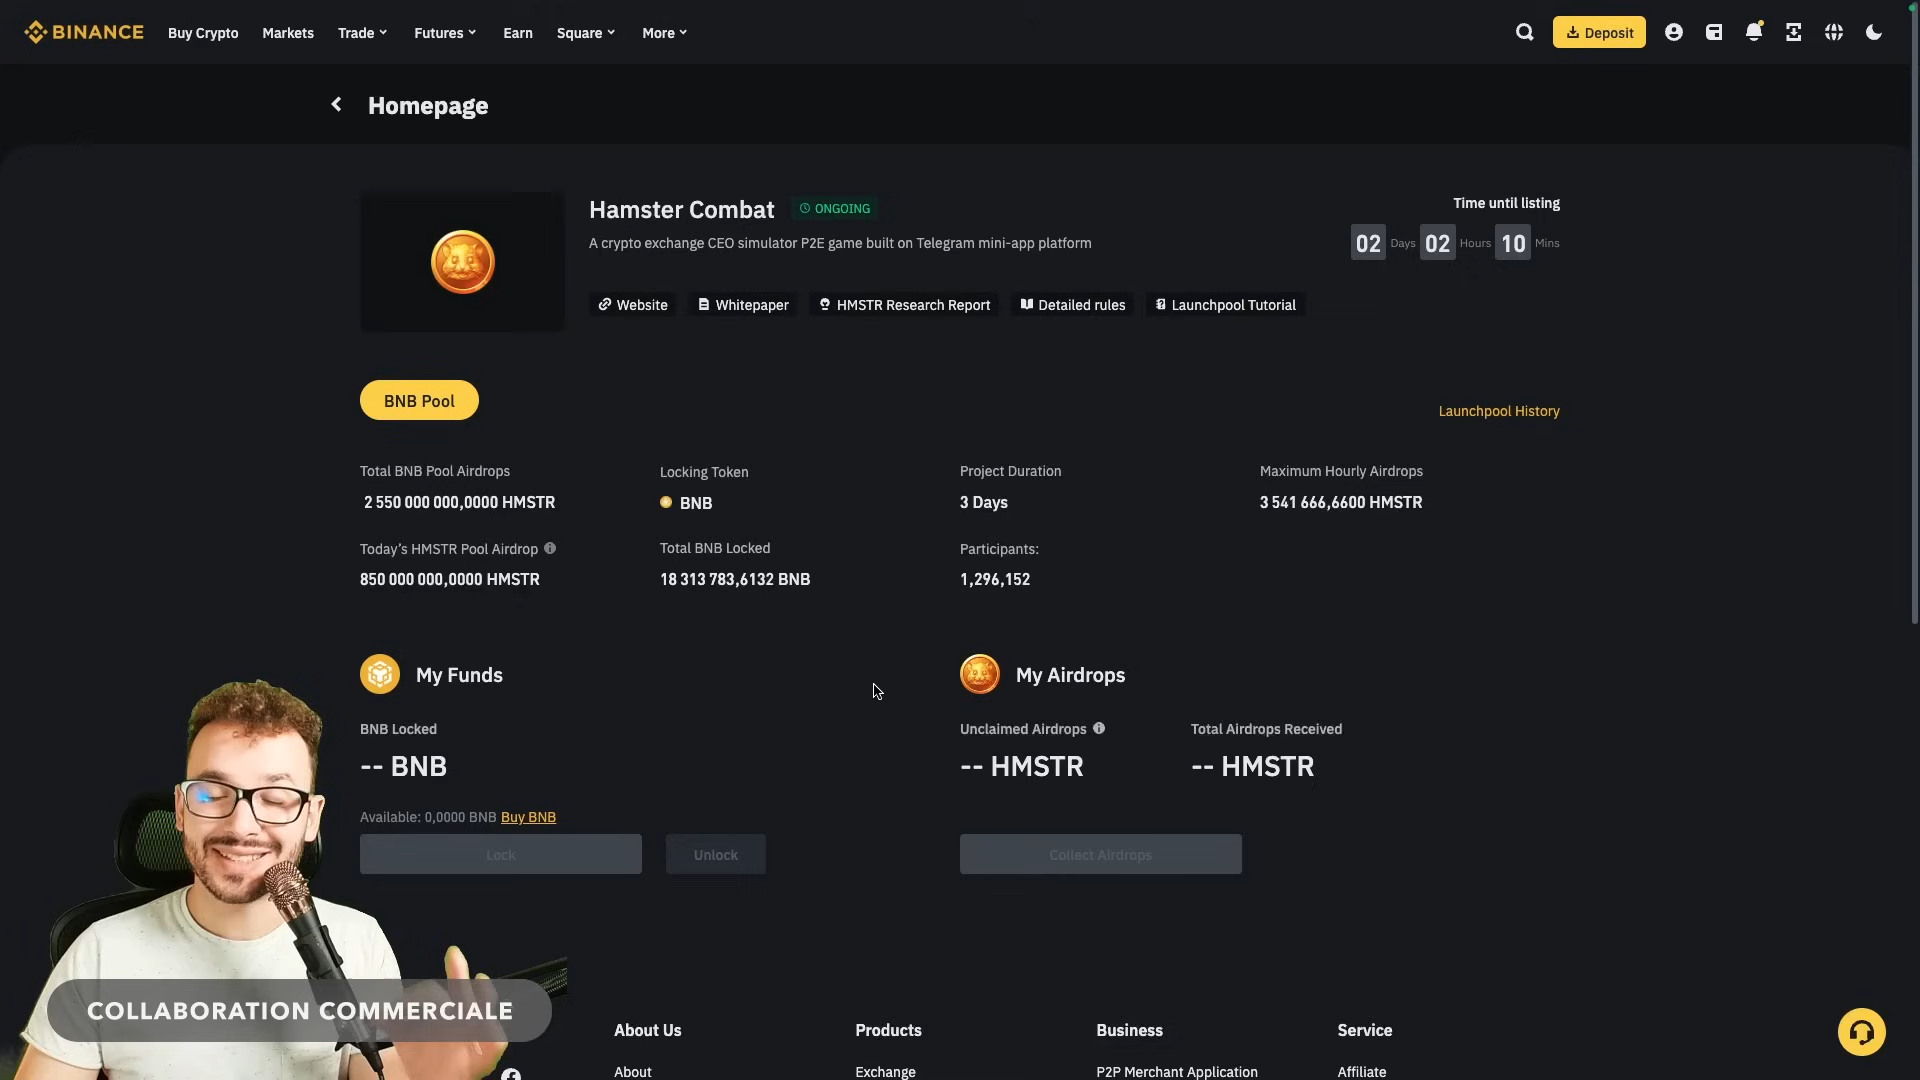 BINANCE Buy Crypto Markets Trade Futures Earn Square More Deposit
Homepage
Hamster Combat ONGOING
Time until listing
A crypto exchange CEO simulator P2E game built on Telegram mini-app platform
02 Days 02 Hours 10 Mins
Website Whitepaper HMSTR Research Report Detailed rules Launchpool Tutorial
BNB Pool
Launchpool History
Total BNB Pool Airdrops Locking Token Project Duration Maximum Hourly Airdrops
2 550 000 000,0000 HMSTR BNB 3 Days 3 541 666,6600 HMSTR
Today's HMSTR Pool Airdrop Total BNB Locked Participants:
850 000 000,0000 HMSTR 18 313 783,6132 BNB 1,296,152
My Funds My Airdrops
BNB Locked Unclaimed Airdrops Total Airdrops Received
-- BNB -- HMSTR -- HMSTR
Available: 0,0000 BNB Buy BNB
Lock Unlock Collect Airdrops
COLLABORATION COMMERCIALE
About Us Products Business Service
About Exchange P2P Merchant Application Affiliate